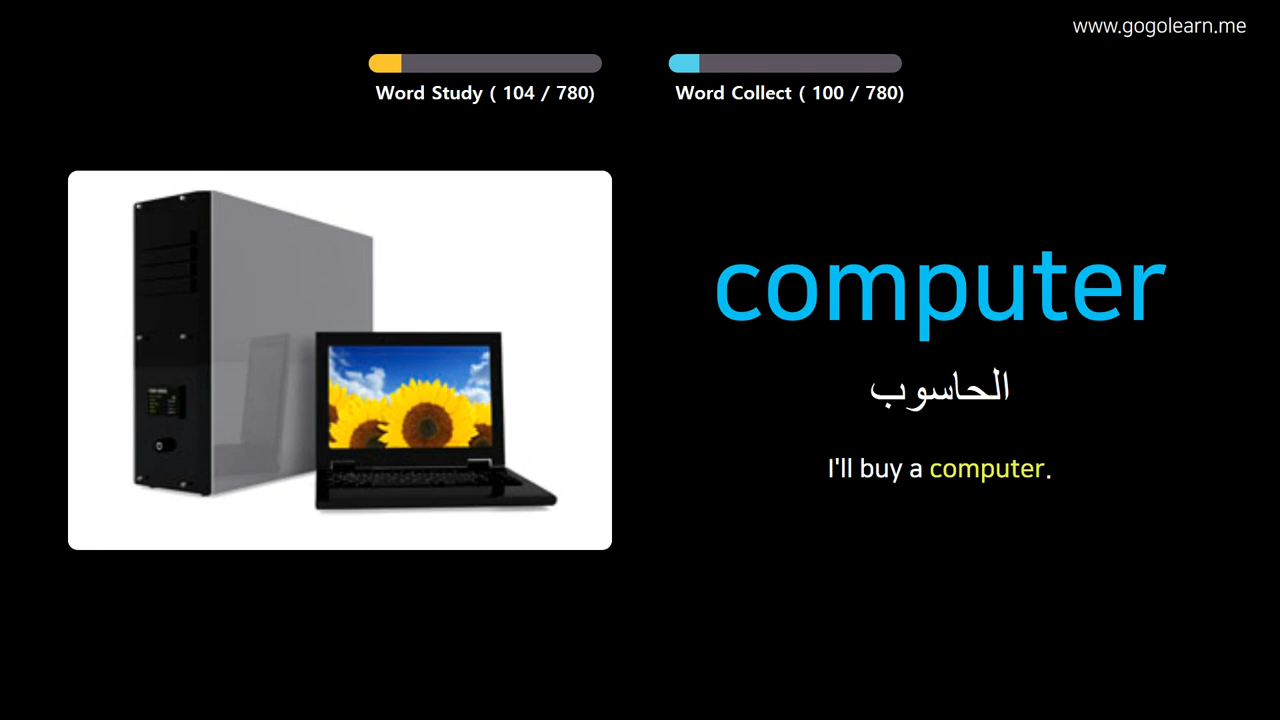 www.gogolearn.me
Word Study ( 104 / 780)
Word Collect ( 100 / 780)
computer
الحاسوب
I'll buy a computer.